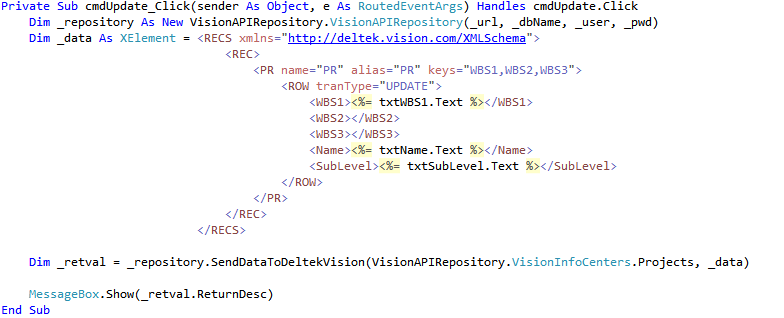 Private Sub cmdUpdate_Click(sender As Object, e As RoutedEventArgs) Handles cmdUpdate.Click
    Dim _repository As New VisionAPIRepository.VisionAPIRepository(_url, _dbName, _user, _pwd)
    Dim _data As XElement = <RECS xmlns="http://deltek.vision.com/XMLSchema">
                                <REC>
                                    <PR name="PR" alias="PR" keys="WBS1,WBS2,WBS3">
                                        <ROW tranType="UPDATE">
                                            <WBS1><%= txtWBS1.Text %></WBS1>
                                            <WBS2></WBS2>
                                            <WBS3></WBS3>
                                            <Name><%= txtName.Text %></Name>
                                            <SubLevel><%= txtSubLevel.Text %></SubLevel>
                                        </ROW>
                                    </PR>
                                </REC>
                            </RECS>
    Dim _retval = _repository.SendDataToDeltekVision(VisionAPIRepository.VisionInfoCenters.Projects, _data)
    MessageBox.Show(_retval.ReturnDesc)
End Sub